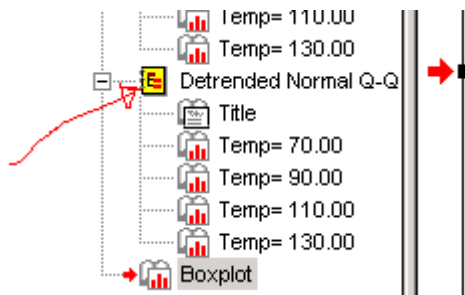 Temp= 110.00
Temp= 130.00
Detrended Normal Q-Q
Title
Temp= 70.00
Temp= 90.00
Temp= 110.00
Temp= 130.00
Boxplot